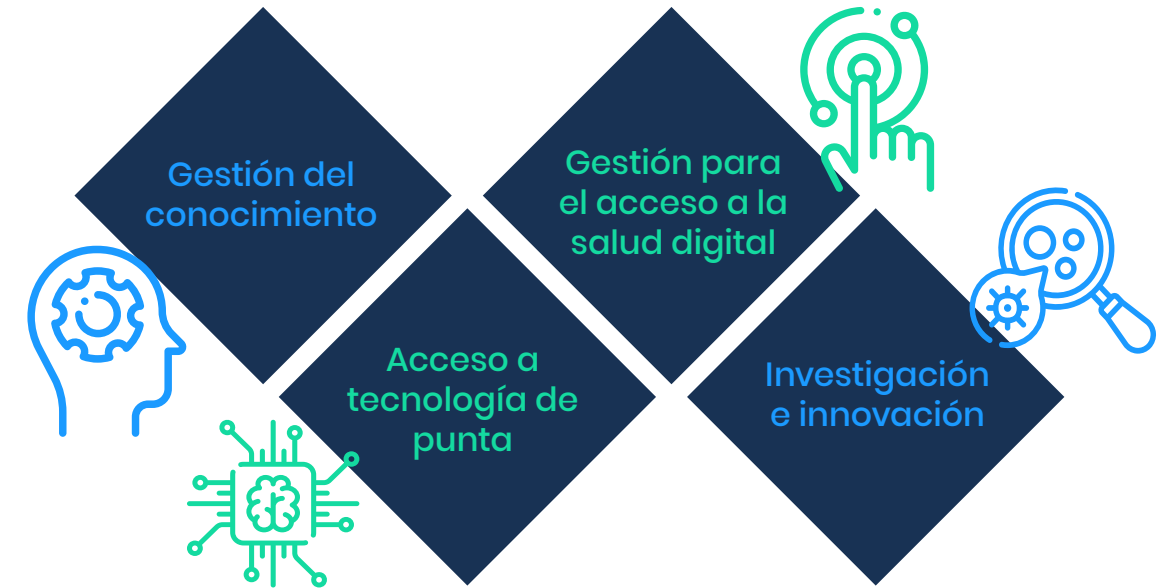 Gestión del
conocimiento
Gestión para
el acceso a la
salud digital
Acceso a
tecnología de
punta
Investigación
e innovación